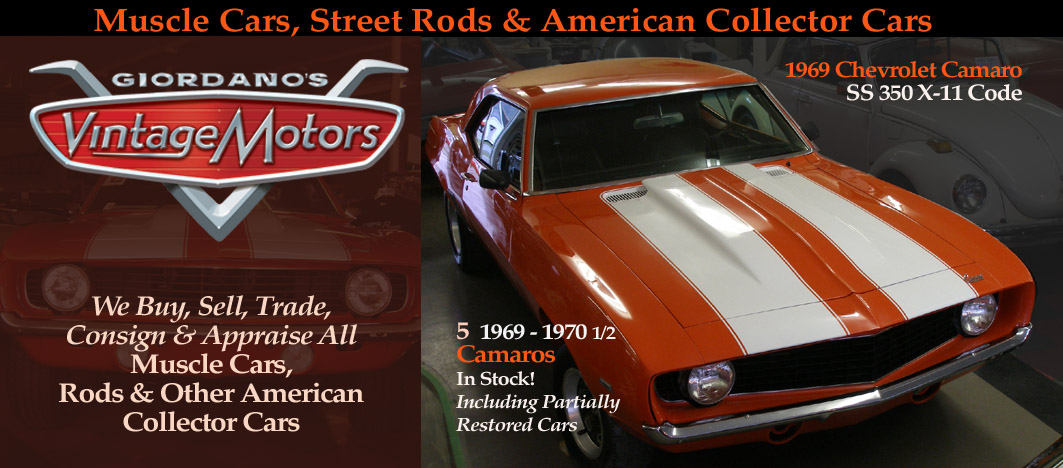 Muscle Cars, Street Rods & American Collector Cars
GIORDANO'S
VintageMotors
1969 Chevrolet Camaro
SS 350 X-11 Code
We Buy, Sell, Trade,
Consign & Appraise All
Muscle Cars,
Rods & Other American
Collector Cars
5 1969 - 1970 1/2
Camaros
In Stock!
Including Partially
Restored Cars